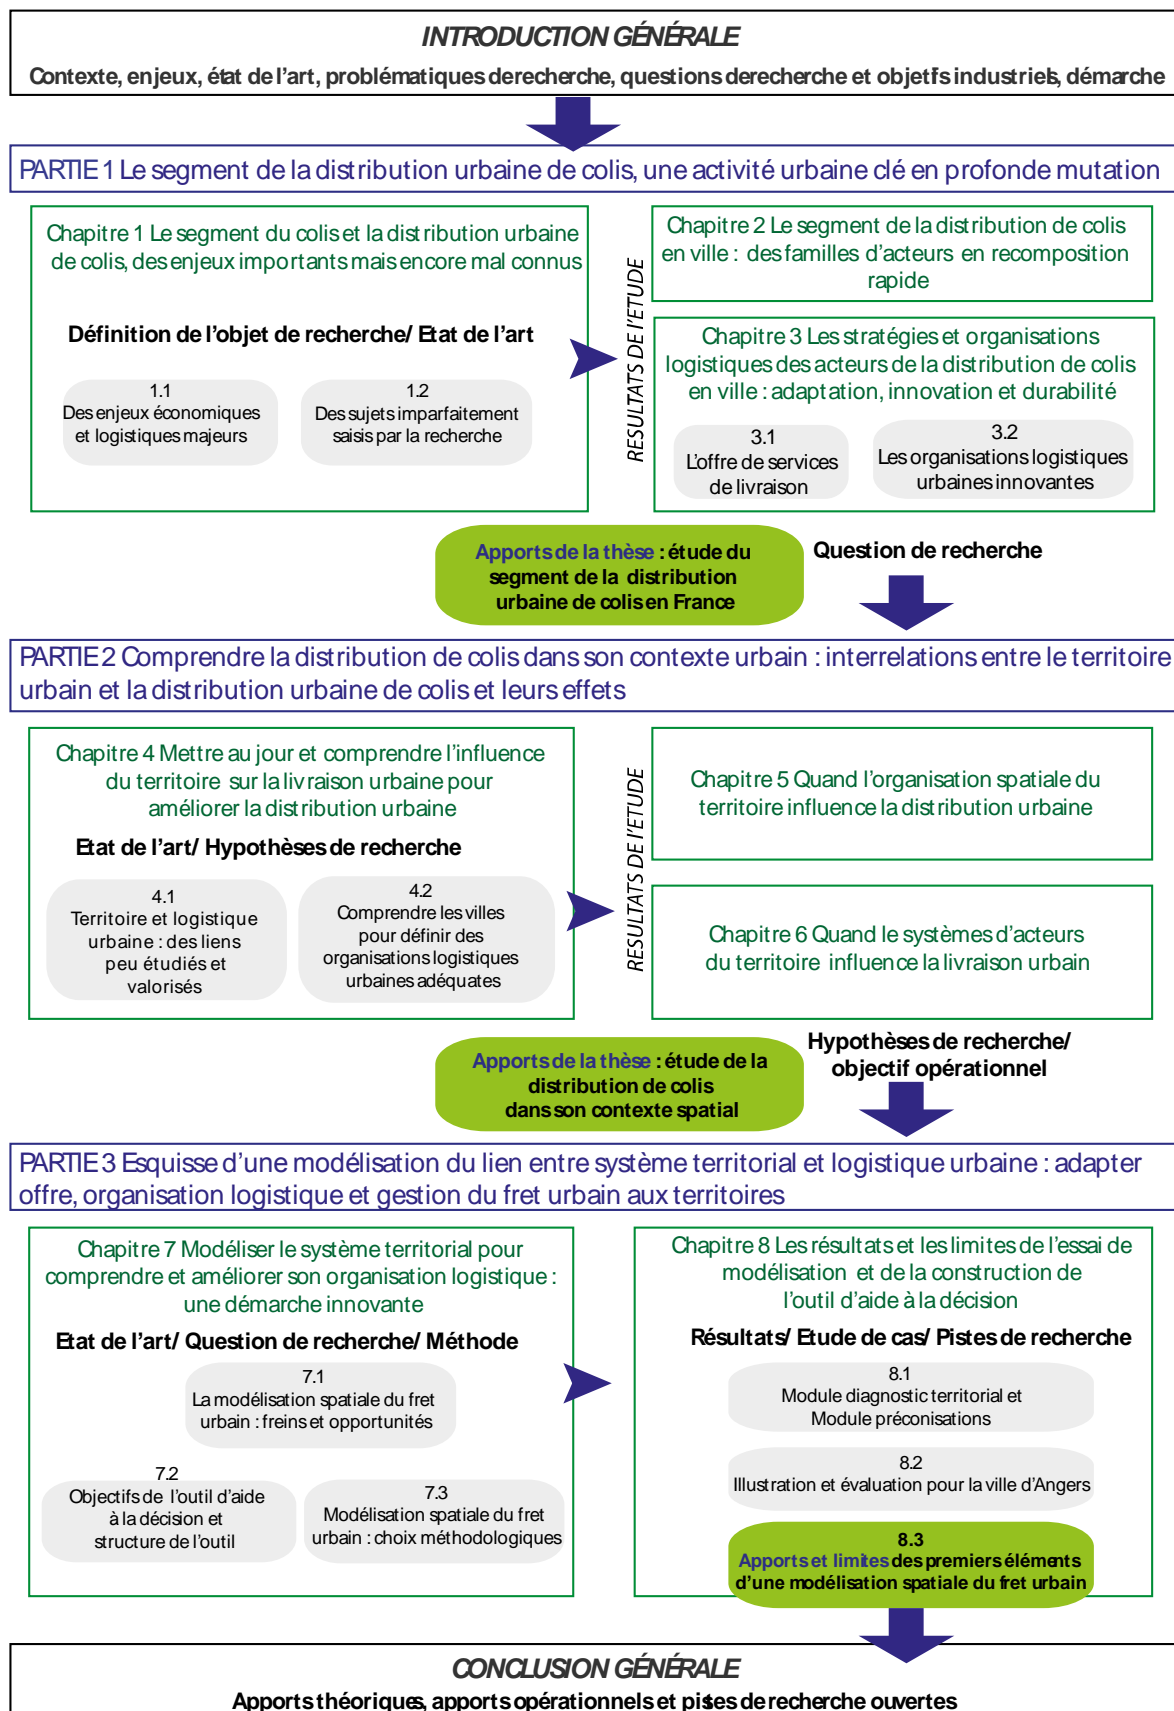 INTRODUCTION GÉNÉRALE
Contexte, enjeux, état de l'art, problématiques de recherche, questions de recherche et objetfs industriels, démarche
PARTIE 1 Le segment de la distribution urbaine de colis, une activité urbaine clé en profonde mutation
Chapitre 1 Le segment du colis et la distribution urbaine
de colis, des enjeux importants mais encore mal connus
Définition de l'objet de recherche/ Etat de l'art
1.1
Des enjeux économiques
et logistiques majeurs
1.2
Des sujets imparfaitement
saisis par la recherche
RESULTATS DE L'ETUDE
Chapitre 2 Le segment de la distribution de colis
en ville : des familles d'acteurs en recomposition
rapide
Chapitre 3 Les stratégies et organisations
logistiques des acteurs de la distribution de colis
en ville : adaptation, innovation et durabilité
3.1
L'offre de services
de livraison
3.2
Les organisations logistiques
urbaines innovantes
Apports de la thèse : étude du
segment de la distribution
urbaine de colis en France
Question de recherche
PARTIE 2 Comprendre la distribution de colis dans son contexte urbain : interrelations entre le territoire
urbain et la distribution urbaine de colis et leurs effets
Chapitre 4 Mettre au jour et comprendre l'influence
du territoire sur la livraison urbaine pour
améliorer la distribution urbaine
Etat de l'art/ Hypothèses de recherche
4.1
Territoire et logistique
urbaine : des liens
peu étudiés et
valorisés
4.2
Comprendre les villes
pour définir des
organisations logistiques
urbaines adéquates
RESULTATS DE L'ETUDE
Chapitre 5 Quand l'organisation spatiale du
territoire influence la distribution urbaine
Chapitre 6 Quand le systèmes d'acteurs
du territoire influence la livraison urbain
Apports de la thèse : étude de la
distribution de colis
dans son contexte spatial
Hypothèses de recherche/
objectif opérationnel
PARTIE 3 Esquisse d'une modélisation du lien entre système territorial et logistique urbaine : adapter
offre, organisation logistique et gestion du fret urbain aux territoires
Chapitre 7 Modéliser le système territorial pour
comprendre et améliorer son organisation logistique :
une démarche innovante
Etat de l'art/ Question de recherche/ Méthode
7.1
La modélisation spatiale du fret
urbain : freins et opportunités
7.2
Objectifs de l'outil d'aide
à la décision et
structure de l'outil
7.3
Modélisation spatiale du fret
urbain : choix méthodologiques
Chapitre 8 Les résultats et les limites de l'essai de
modélisation et de la construction de
l'outil d'aide à la décision
Résultats/ Etude de cas/ Pistes de recherche
8.1
Module diagnostic territorial et
Module préconisations
8.2
Illustration et évaluation pour la ville d'Angers
8.3
Apports et limites des premiers éléments
d'une modélisation spatiale du fret urbain
CONCLUSION GÉNÉRALE
Apports théoriques, apports opérationnels et pistes de recherche ouvertes